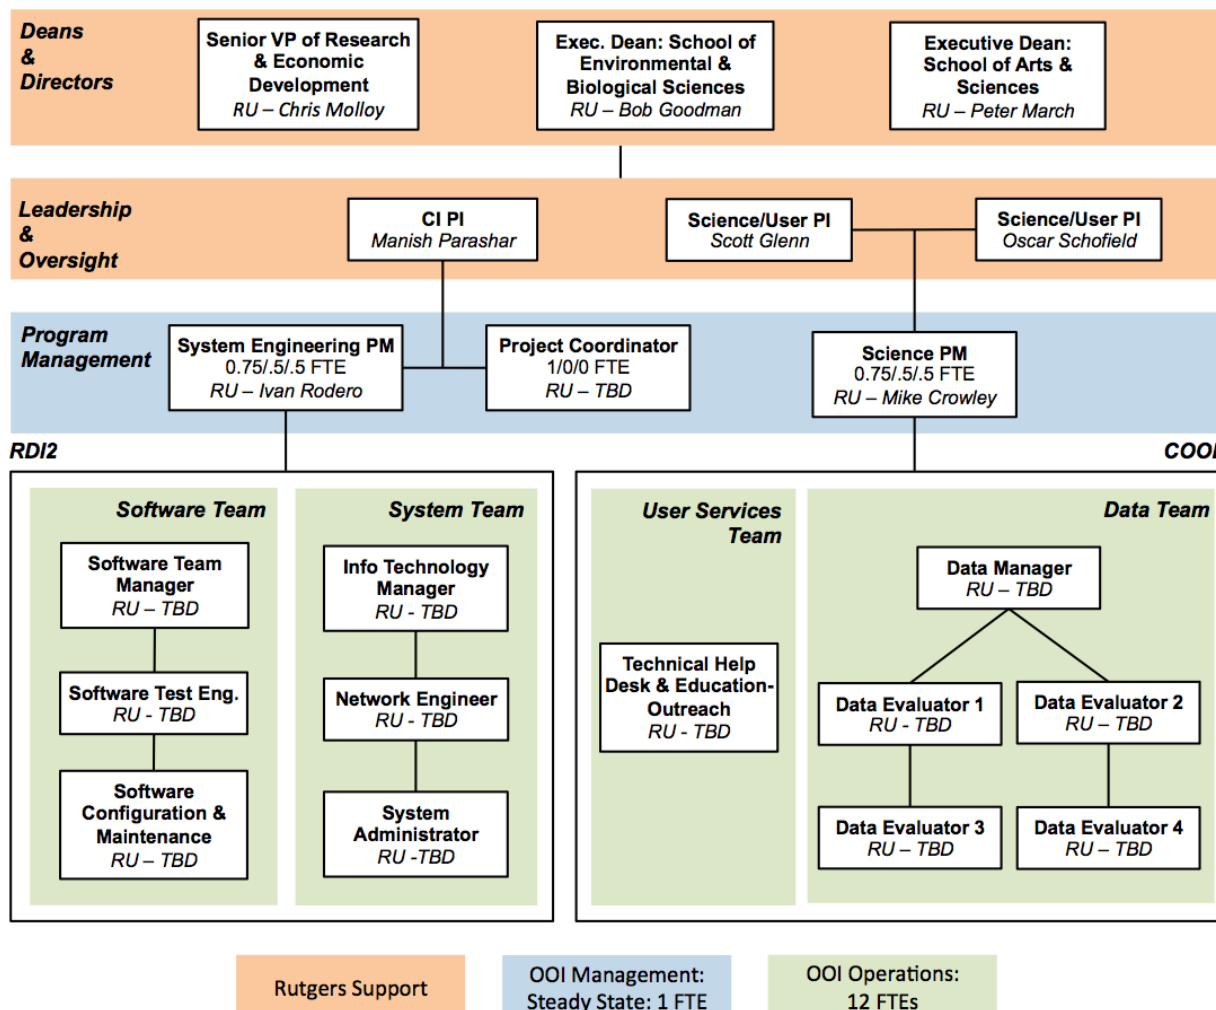 Deans
&
Directors
Senior VP of Research
& Economic
Development
RU – Chris Molloy
Exec. Dean: School of
Environmental &
Biological Sciences
RU – Bob Goodman
Executive Dean:
School of Arts &
Sciences
RU – Peter March
Leadership
&
Oversight
CI PI
Manish Parashar
Science/User PI
Scott Glenn
Science/User PI
Oscar Schofield
Program
Management
System Engineering PM
0.75/.5/.5 FTE
RU – Ivan Rodero
Project Coordinator
1/0/0 FTE
RU – TBD
Science PM
0.75/.5/.5 FTE
RU – Mike Crowley
RDI2
COOL
Software Team
Software Team
Manager
RU – TBD
Software Test Eng.
RU - TBD
Software
Configuration &
Maintenance
RU – TBD
System Team
Info Technology
Manager
RU - TBD
Network Engineer
RU - TBD
System
Administrator
RU -TBD
User Services
Team
Technical Help
Desk & Education-
Outreach
RU - TBD
Data Team
Data Manager
RU – TBD
Data Evaluator 1
RU - TBD
Data Evaluator 2
RU – TBD
Data Evaluator 3
RU – TBD
Data Evaluator 4
RU – TBD
Rutgers Support
OOI Management:
Steady State: 1 FTE
OOI Operations:
12 FTEs